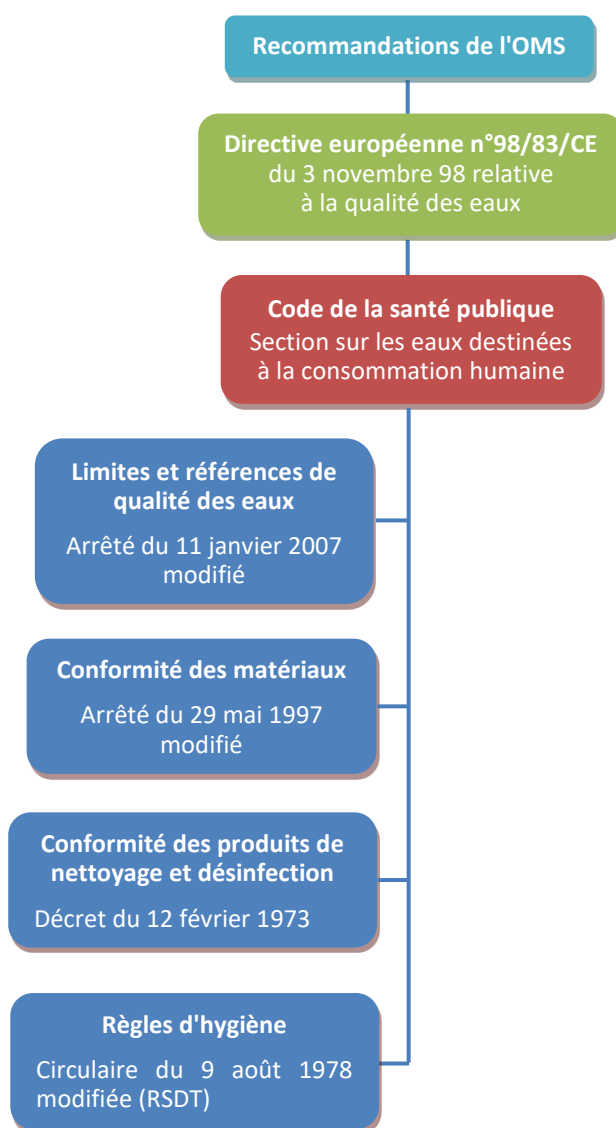 Recommandations de l'OMS
Directive européenne n°98/83/CE
du 3 novembre 98 relative
à la qualité des eaux
Code de la santé publique
Section sur les eaux destinées
à la consommation humaine
Limites et références de
qualité des eaux
Arrêté du 11 janvier 2007
modifié
Conformité des matériaux
Arrêté du 29 mai 1997
modifié
Conformité des produits de
nettoyage et désinfection
Décret du 12 février 1973
Règles d'hygiène
Circulaire du 9 août 1978
modifiée (RSDT)